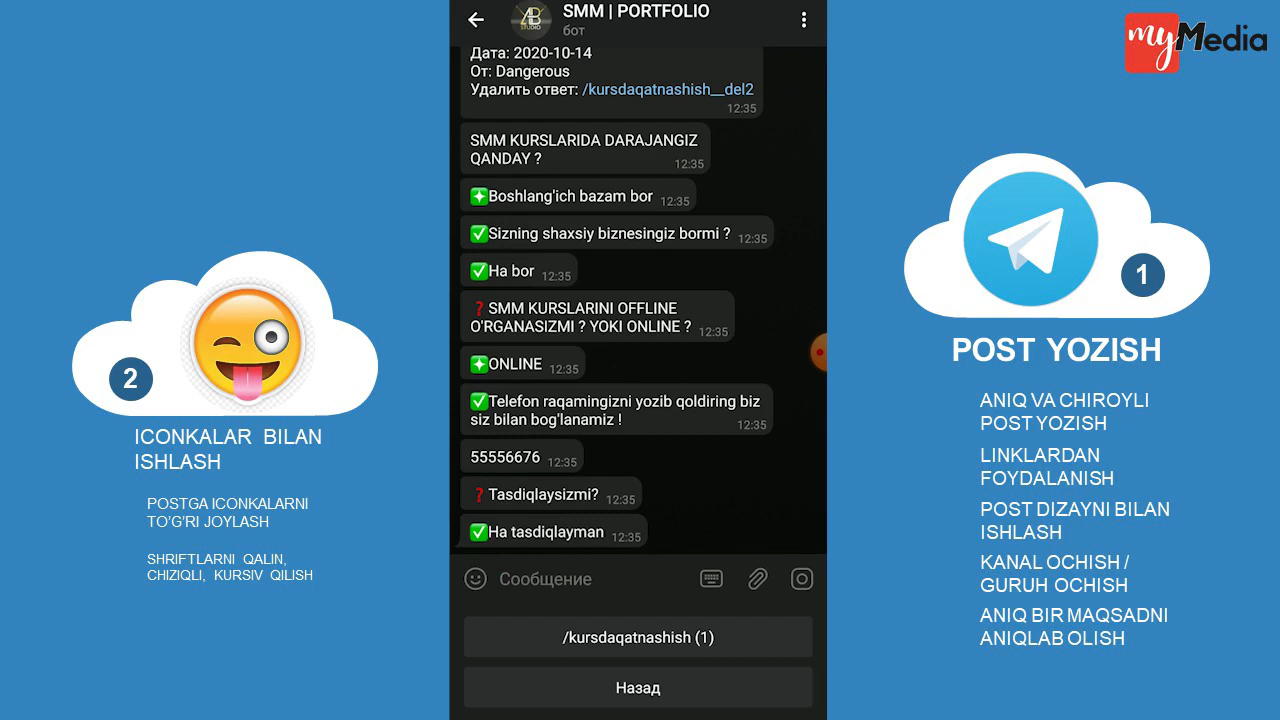 2
ICONKALAR BILAN
ISHLASH
POSTGA ICONKALARNI
TO'G'RI JOYLASH
SHRIFTLARNI QALIN,
CHIZIQLI, KURSIV QILISH
AB
STUDIO
SMM | PORTFOLIO
бот
Дата: 2020-10-14
От: Dangerous
Удалить ответ: /kursdaqatnashish__del2
12:35
SMM KURSLARIDA DARAJANGIZ
QANDAY ?
12:35
Boshlang'ich bazam bor 12:35
Sizning shaxsiy biznesingiz bormi ? 12:35
Ha bor 12:35
❓SMM KURSLARINI OFFLINE
O'RGANASIZMI ? YOKI ONLINE ? 12:35
ONLINE 12:35
✅Telefon raqamingizni yozib qoldiring biz
siz bilan bog'lanamiz !
12:35
55556676 12:35
❓Tasdiqlaysizmi? 12:35
✅Ha tasdiqlayman 12:35
Сообщение
/kursdaqatnashish (1)
Назад
myMedia
1
POST YOZISH
ANIQ VA CHIROYLI
POST YOZISH
LINKLARDAN
FOYDALANISH
POST DIZAYNI BILAN
ISHLASH
KANAL OCHISH /
GURUH OCHISH
ANIQ BIR MAQSADNI
ANIQLAB OLISH